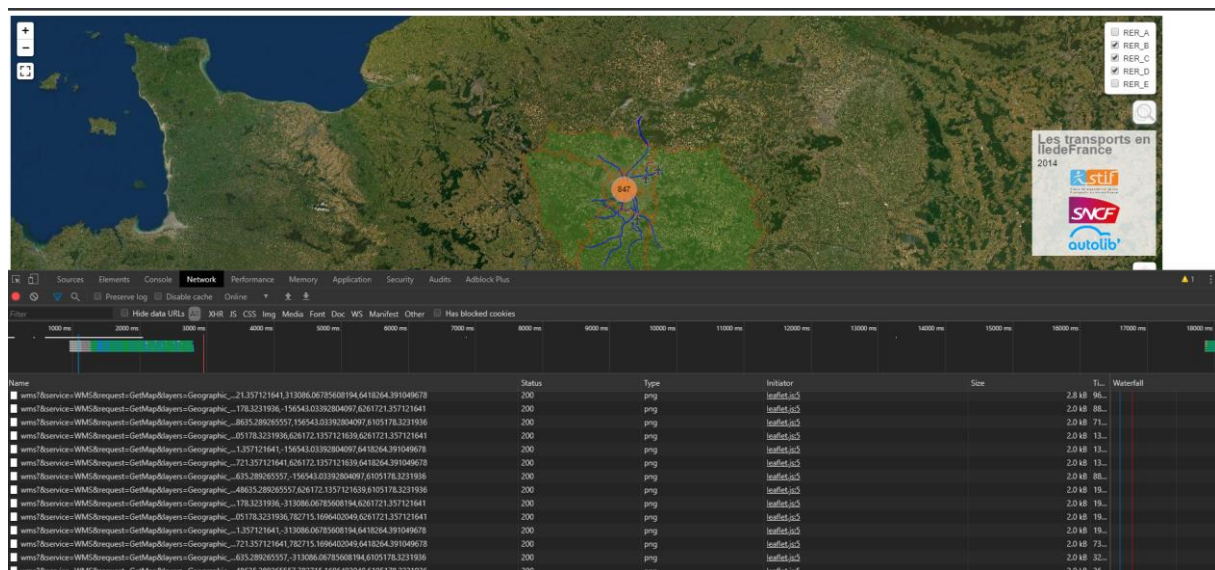 +
−
RER_A
RER_B
RER_C
RER_D
RER_E
Les transports en
IledeFrance
2014
stif
SNCF
autolib'
847
Sources Elements Console Network Performance Memory Application Security Audits Adblock Plus 1
Preserve log Disable cache Online
Filter Hide data URLs All XHR JS CSS Img Media Font Doc WS Manifest Other Has blocked cookies
1000 ms 2000 ms 3000 ms 4000 ms 5000 ms 6000 ms 7000 ms 8000 ms 9000 ms 10000 ms 11000 ms 12000 ms 13000 ms 14000 ms 15000 ms 16000 ms 17000 ms 18000 ms
Name Status Type Initiator Size Ti... Waterfall
wms?&service=WMS&request=GetMap&layers=Geographic_...21.357121641,313086.06785608194,6418264.391049678 200 png leaflet.js:5 2.8 kB 96...
wms?&service=WMS&request=GetMap&layers=Geographic_...178.3231936,-156543.03392804097,6261721.357121641 200 png leaflet.js:5 2.0 kB 88...
wms?&service=WMS&request=GetMap&layers=Geographic_...8635.289265557,156543.03392804097,6105178.3231936 200 png leaflet.js:5 2.0 kB 71...
wms?&service=WMS&request=GetMap&layers=Geographic_...05178.3231936,626172.1357121639,6261721.357121641 200 png leaflet.js:5 2.0 kB 13...
wms?&service=WMS&request=GetMap&layers=Geographic_...1.357121641,-156543.03392804097,6418264.391049678 200 png leaflet.js:5 2.0 kB 13...
wms?&service=WMS&request=GetMap&layers=Geographic_...721.357121641,626172.1357121639,6418264.391049678 200 png leaflet.js:5 2.0 kB 13...
wms?&service=WMS&request=GetMap&layers=Geographic_...635.289265557,-156543.03392804097,6105178.3231936 200 png leaflet.js:5 2.0 kB 88...
wms?&service=WMS&request=GetMap&layers=Geographic_...48635.289265557,626172.1357121639,6105178.3231936 200 png leaflet.js:5 2.0 kB 19...
wms?&service=WMS&request=GetMap&layers=Geographic_...178.3231936,-313086.06785608194,6261721.357121641 200 png leaflet.js:5 2.0 kB 19...
wms?&service=WMS&request=GetMap&layers=Geographic_...05178.3231936,782715.1696402049,6261721.357121641 200 png leaflet.js:5 2.0 kB 19...
wms?&service=WMS&request=GetMap&layers=Geographic_...1.357121641,-313086.06785608194,6418264.391049678 200 png leaflet.js:5 2.0 kB 19...
wms?&service=WMS&request=GetMap&layers=Geographic_...721.357121641,782715.1696402049,6418264.391049678 200 png leaflet.js:5 2.0 kB 73...
wms?&service=WMS&request=GetMap&layers=Geographic_...635.289265557,-313086.06785608194,6105178.3231936 200 png leaflet.js:5 2.0 kB 32...